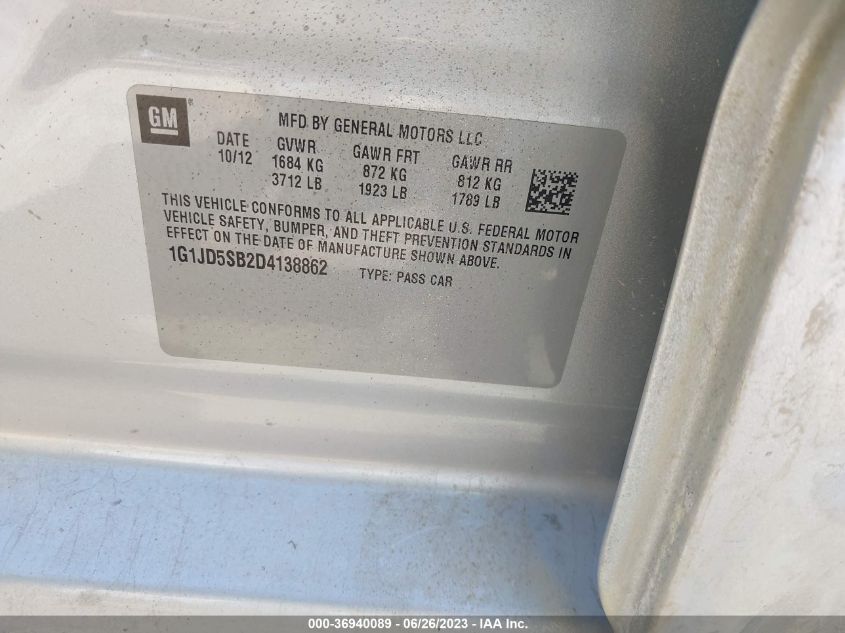 GM ®
MFD BY GENERAL MOTORS LLC
DATE GVWR GAWR FRT GAWR RR
10/12 1684 KG 872 KG 812 KG
3712 LB 1923 LB 1789 LB
THIS VEHICLE CONFORMS TO ALL APPLICABLE U.S. FEDERAL MOTOR
VEHICLE SAFETY, BUMPER, AND THEFT PREVENTION STANDARDS IN
EFFECT ON THE DATE OF MANUFACTURE SHOWN ABOVE.
1G1JD5SB2D4138862 TYPE: PASS CAR
000-36940089 - 06/26/2023 - IAA Inc.